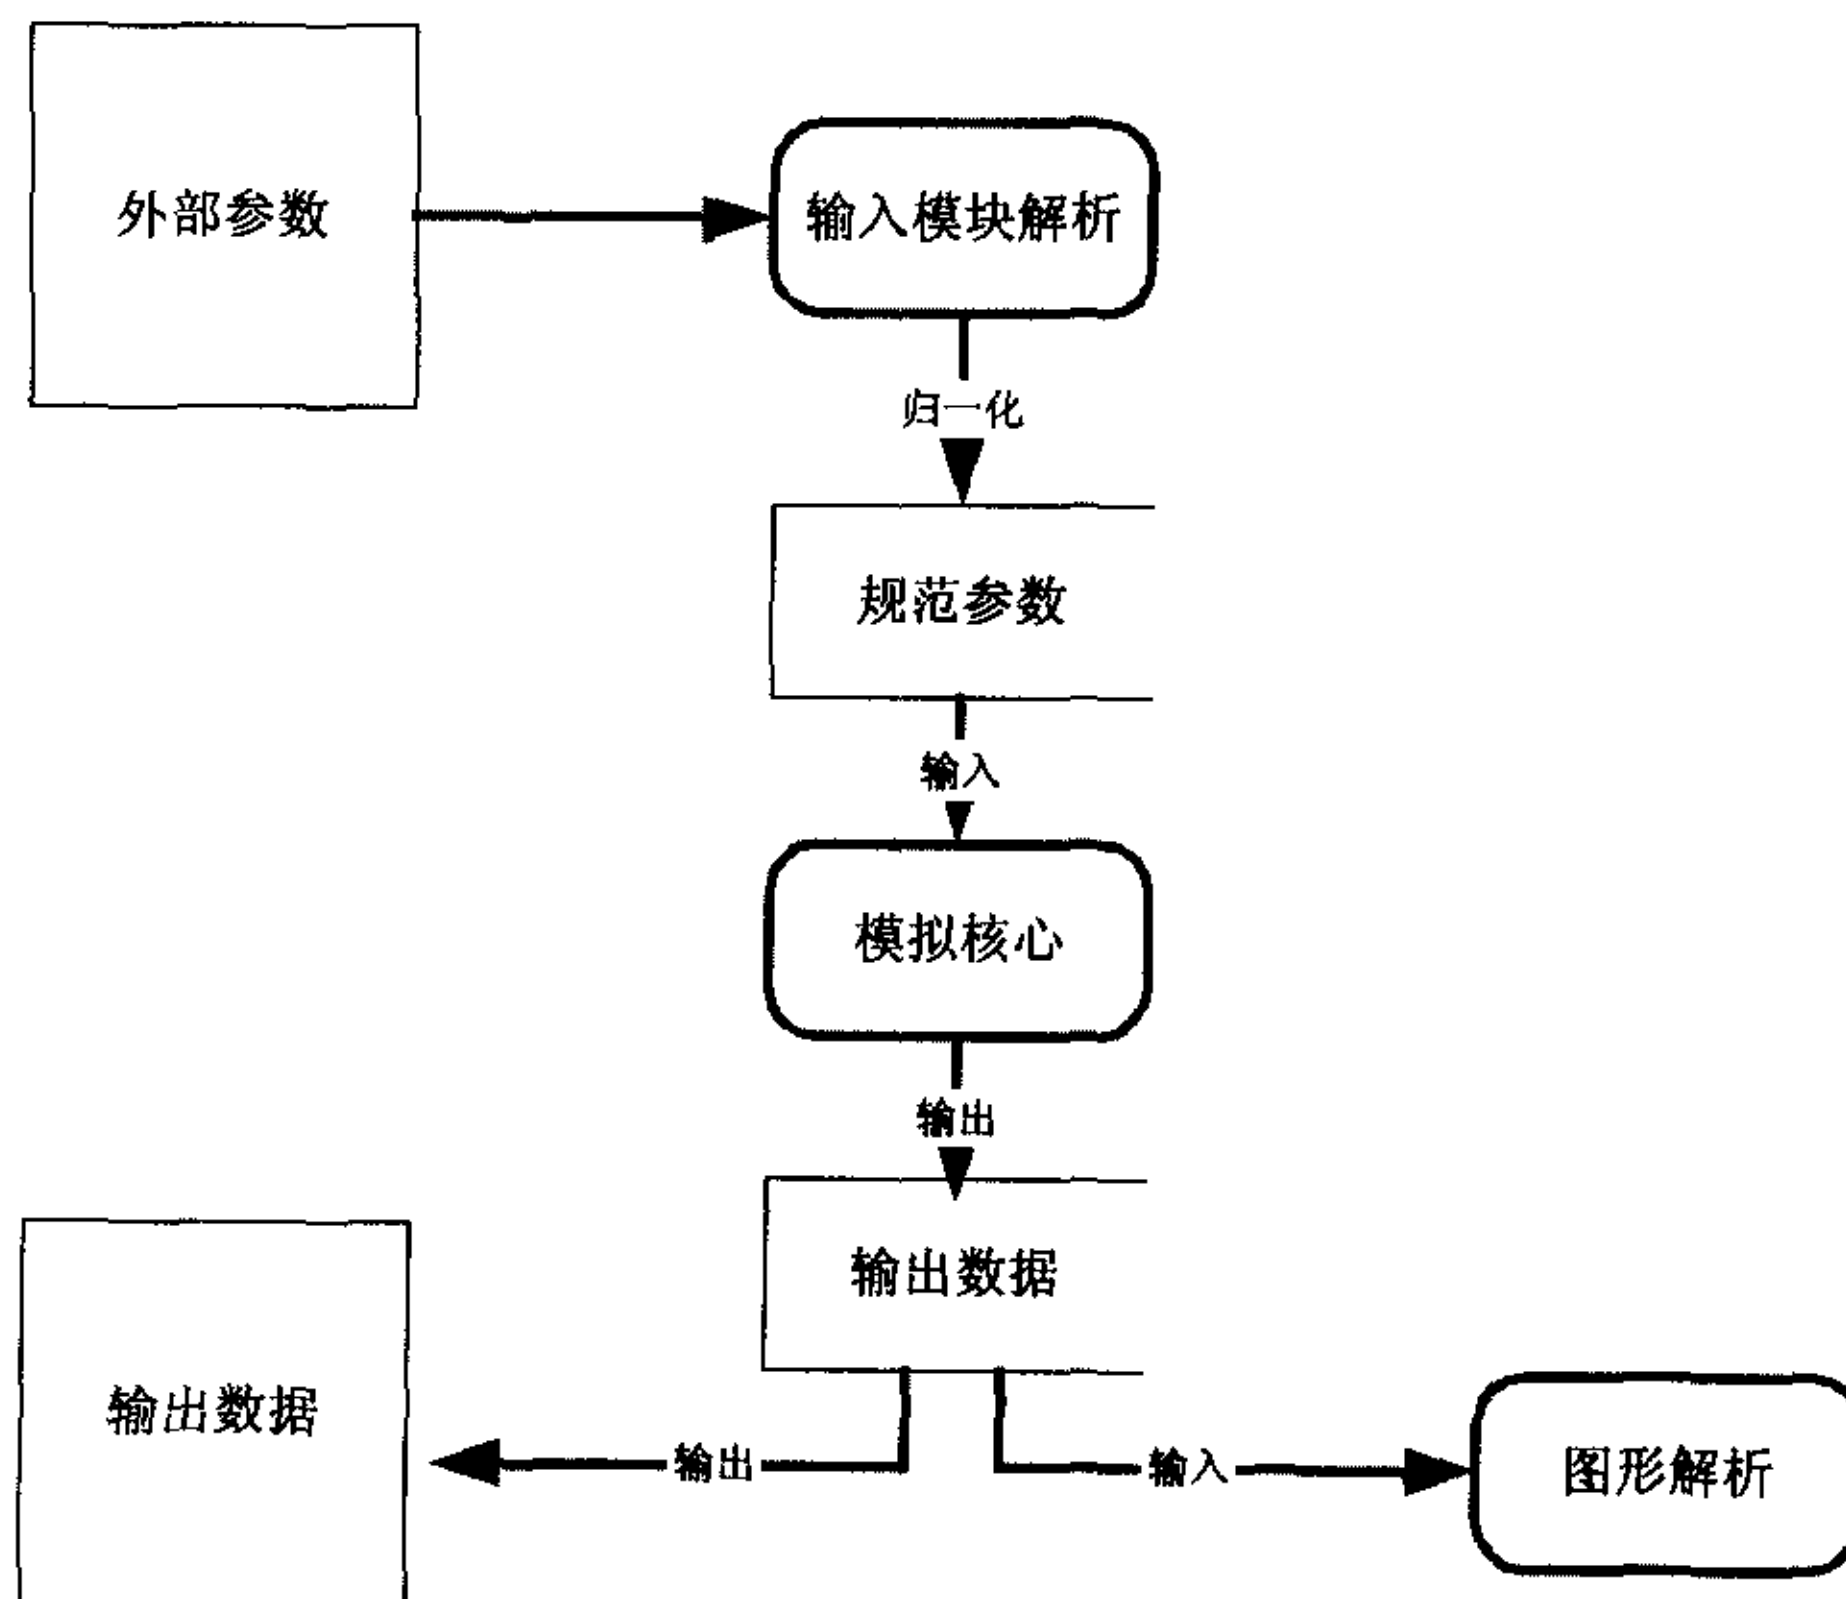 外部参数
输入模块解析
归一化
规范参数
输入
模拟核心
输出
输出数据
输出数据
输出
输入
图形解析